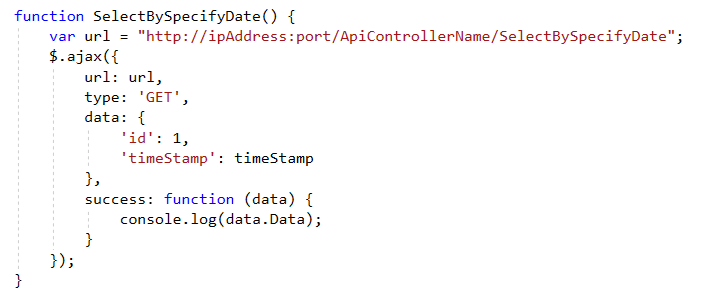 function SelectBySpecifyDate() {
    var url = "http://ipAddress:port/ApiControllerName/SelectBySpecifyDate";
    $.ajax({
        url: url,
        type: 'GET',
        data: {
            'id': 1,
            'timeStamp': timeStamp
        },
        success: function (data) {
            console.log(data.Data);
        }
    });
}